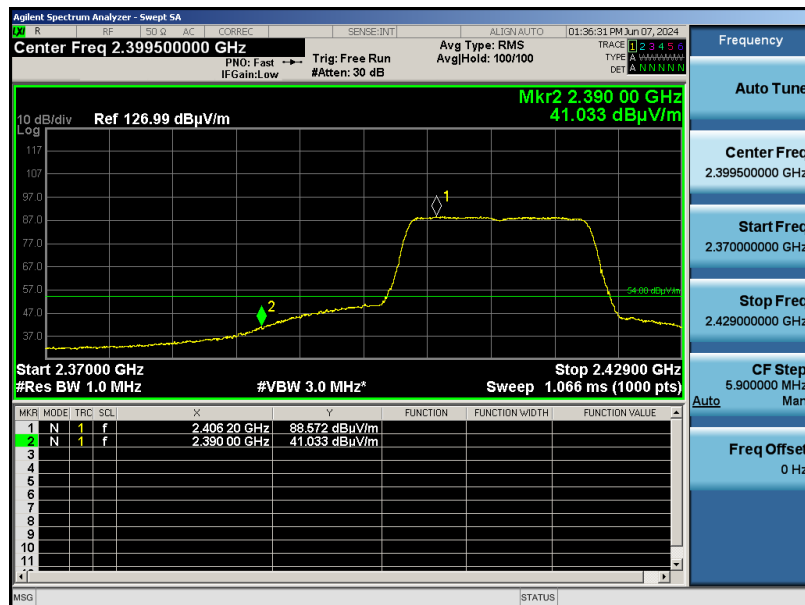 Agilent Spectrum Analyzer - Swept SA
LXI R RF 50 Ω AC CORREC SENSE:INT ALIGN AUTO 01:36:31 PM Jun 07, 2024
Center Freq 2.399500000 GHz
PNO: Fast
IFGain:Low
Trig: Free Run
#Atten: 30 dB
Avg Type: RMS
Avg|Hold: 100/100
TRACE 1 2 3 4 5 6
TYPE A WWWWW
DET A N N N N N
Mkr2 2.390 00 GHz
41.033 dBµV/m
10 dB/div Ref 126.99 dBµV/m
Log
117
107
97.0
87.0
77.0
67.0
57.0
47.0
37.0
1
2
54.00 dBµV/m
Start 2.37000 GHz Stop 2.42900 GHz
#Res BW 1.0 MHz #VBW 3.0 MHz* Sweep 1.066 ms (1000 pts)
MKR MODE TRC SCL X Y FUNCTION FUNCTION WIDTH FUNCTION VALUE
1 N 1 f 2.406 20 GHz 88.572 dBµV/m
2 N 1 f 2.390 00 GHz 41.033 dBµV/m
3
4
5
6
7
8
9
10
11
MSG STATUS
Frequency
Auto Tune
Center Freq
2.399500000 GHz
Start Freq
2.370000000 GHz
Stop Freq
2.429000000 GHz
CF Step
5.900000 MHz
Auto Man
Freq Offset
0 Hz